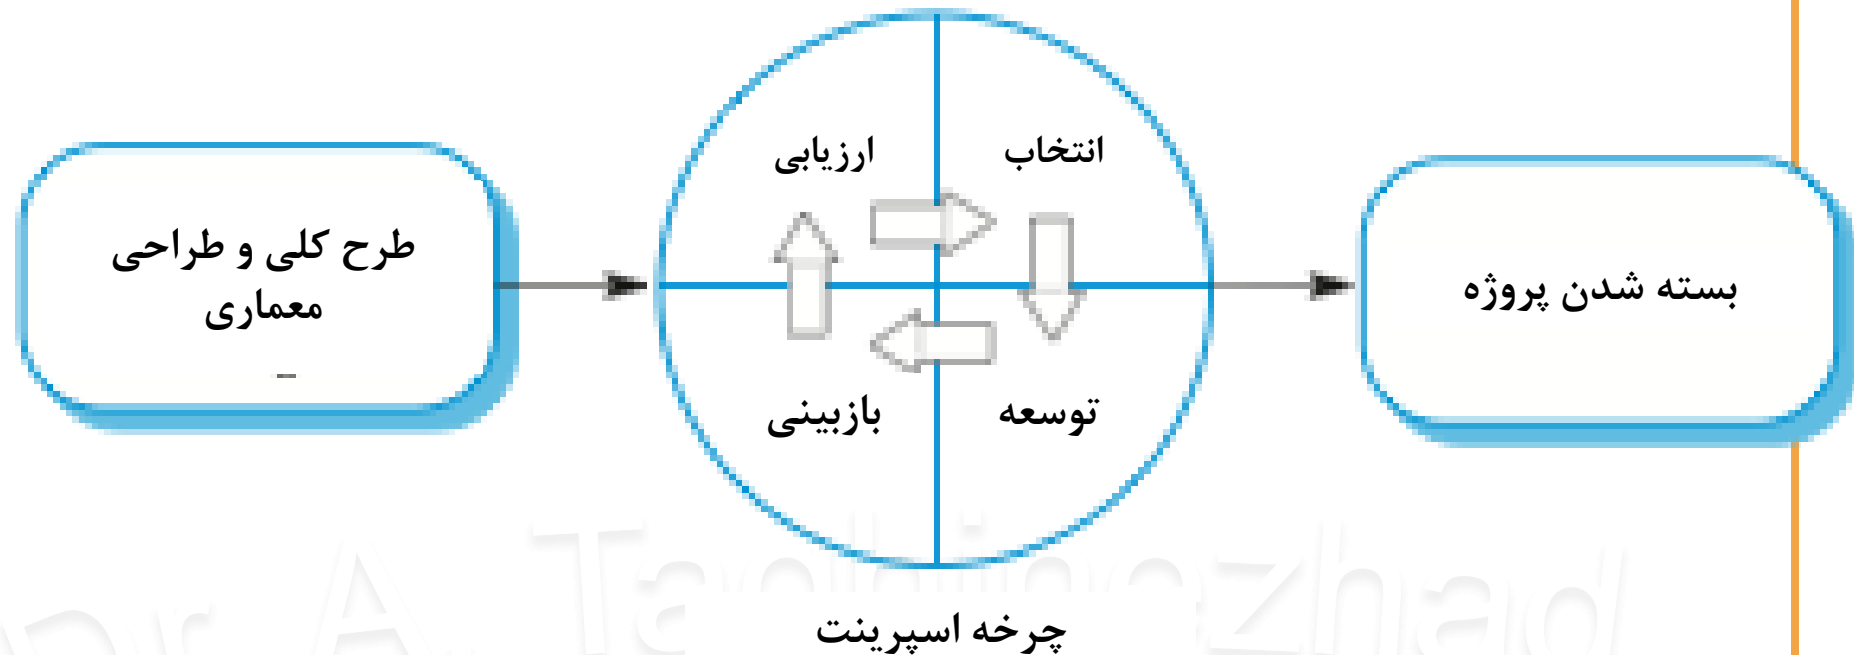 طرح کلی و طراحی
معماری
ارزیابی
انتخاب
بازبینی
توسعه
بسته شدن پروژه
چرخه اسپرینت